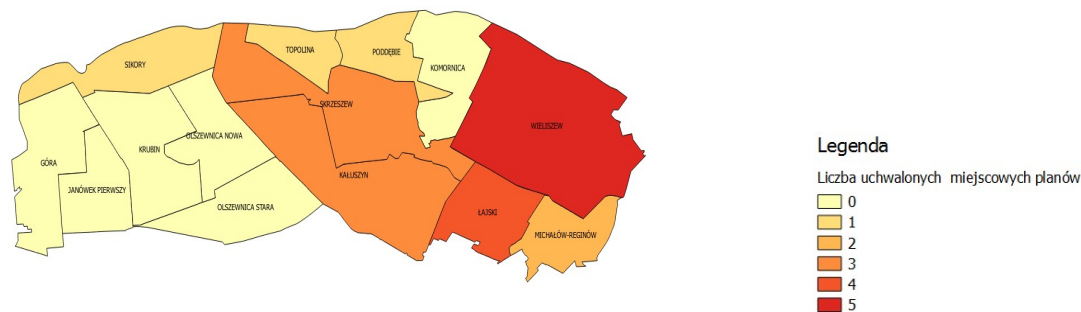 TOPOLINA
PODDĘBIE
SIKORY
KOMORNICA
SKRZESZEW
WIELISZEW
OLSZEWNICA NOWA
KRUBIN
GÓRA
KAŁUSZYN
JANÓWEK PIERWSZY
OLSZEWNICA STARA
ŁAJSKI
MICHAŁÓW-REGINÓW
Legenda
Liczba uchwalonych miejscowych planów
0
1
2
3
4
5